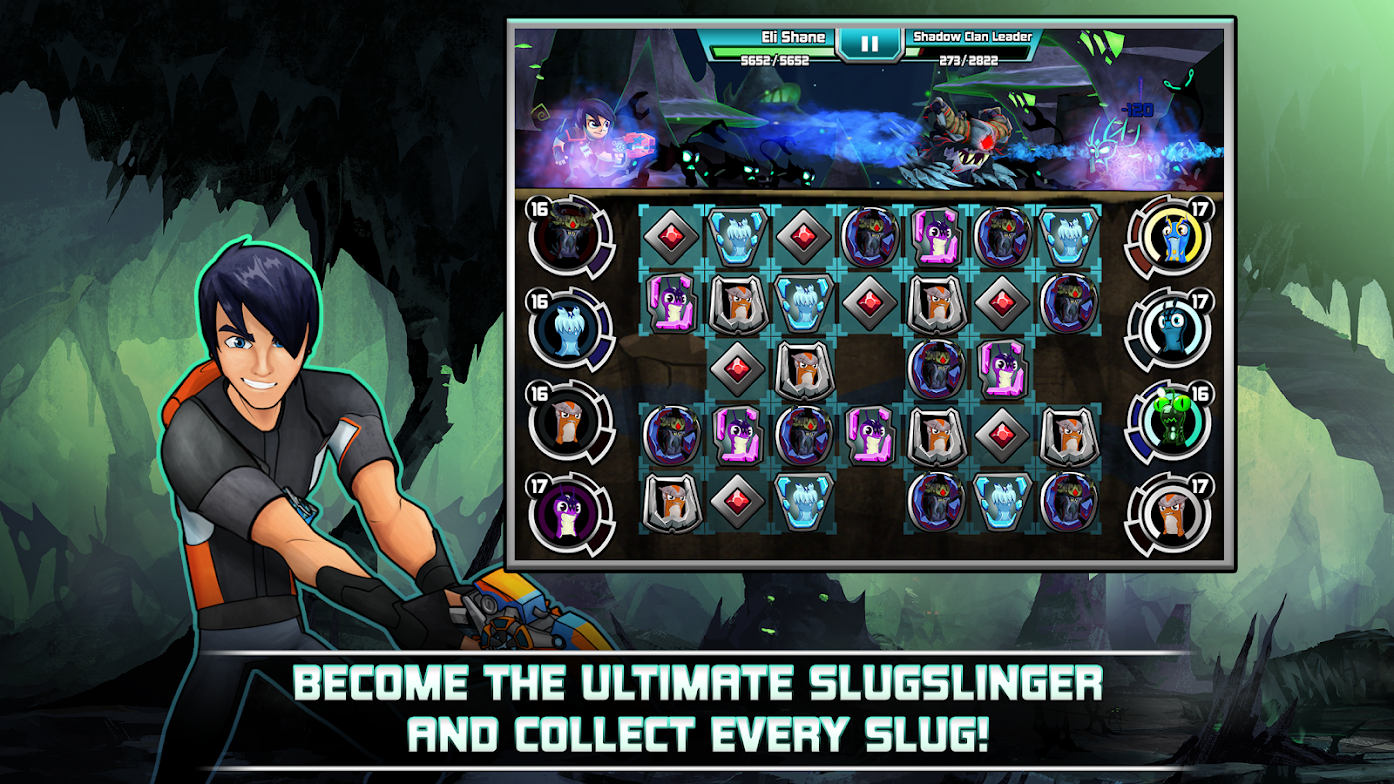 Eli Shane
Shadow Clan Leader
5652/5652
273/2822
-120
16
17
16
17
16
16
17
17
BECOME THE ULTIMATE SLUGSLINGER
AND COLLECT EVERY SLUG!